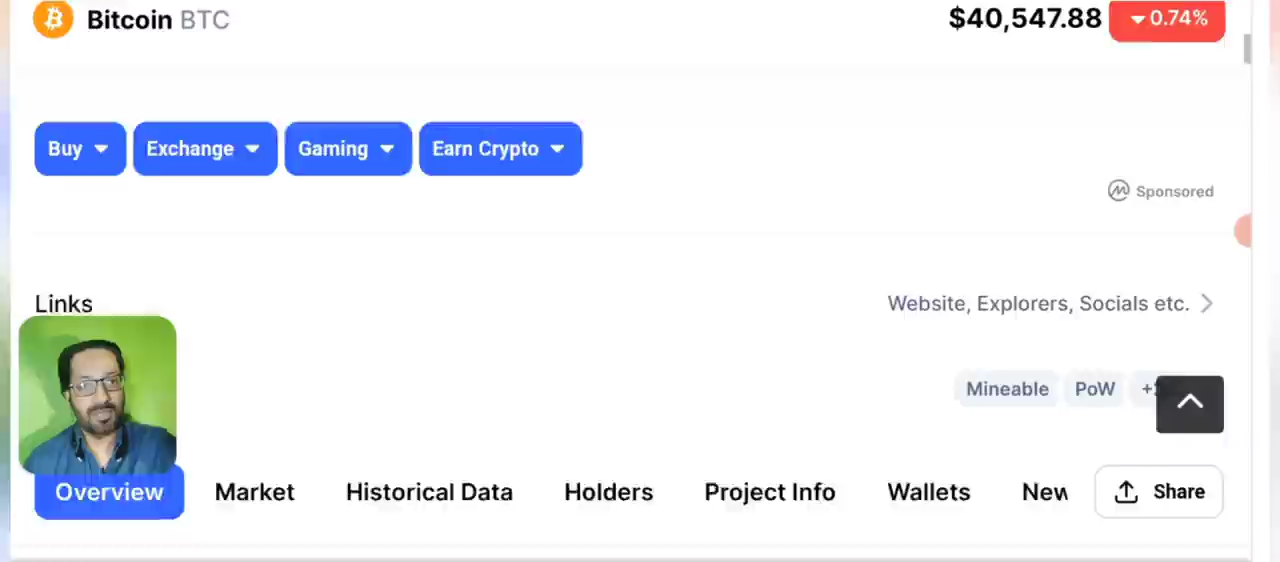 Bitcoin BTC $40,547.88 0.74%
Buy Exchange Gaming Earn Crypto
Sponsored
Links Website, Explorers, Socials etc.
Mineable PoW
Overview Market Historical Data Holders Project Info Wallets New Share